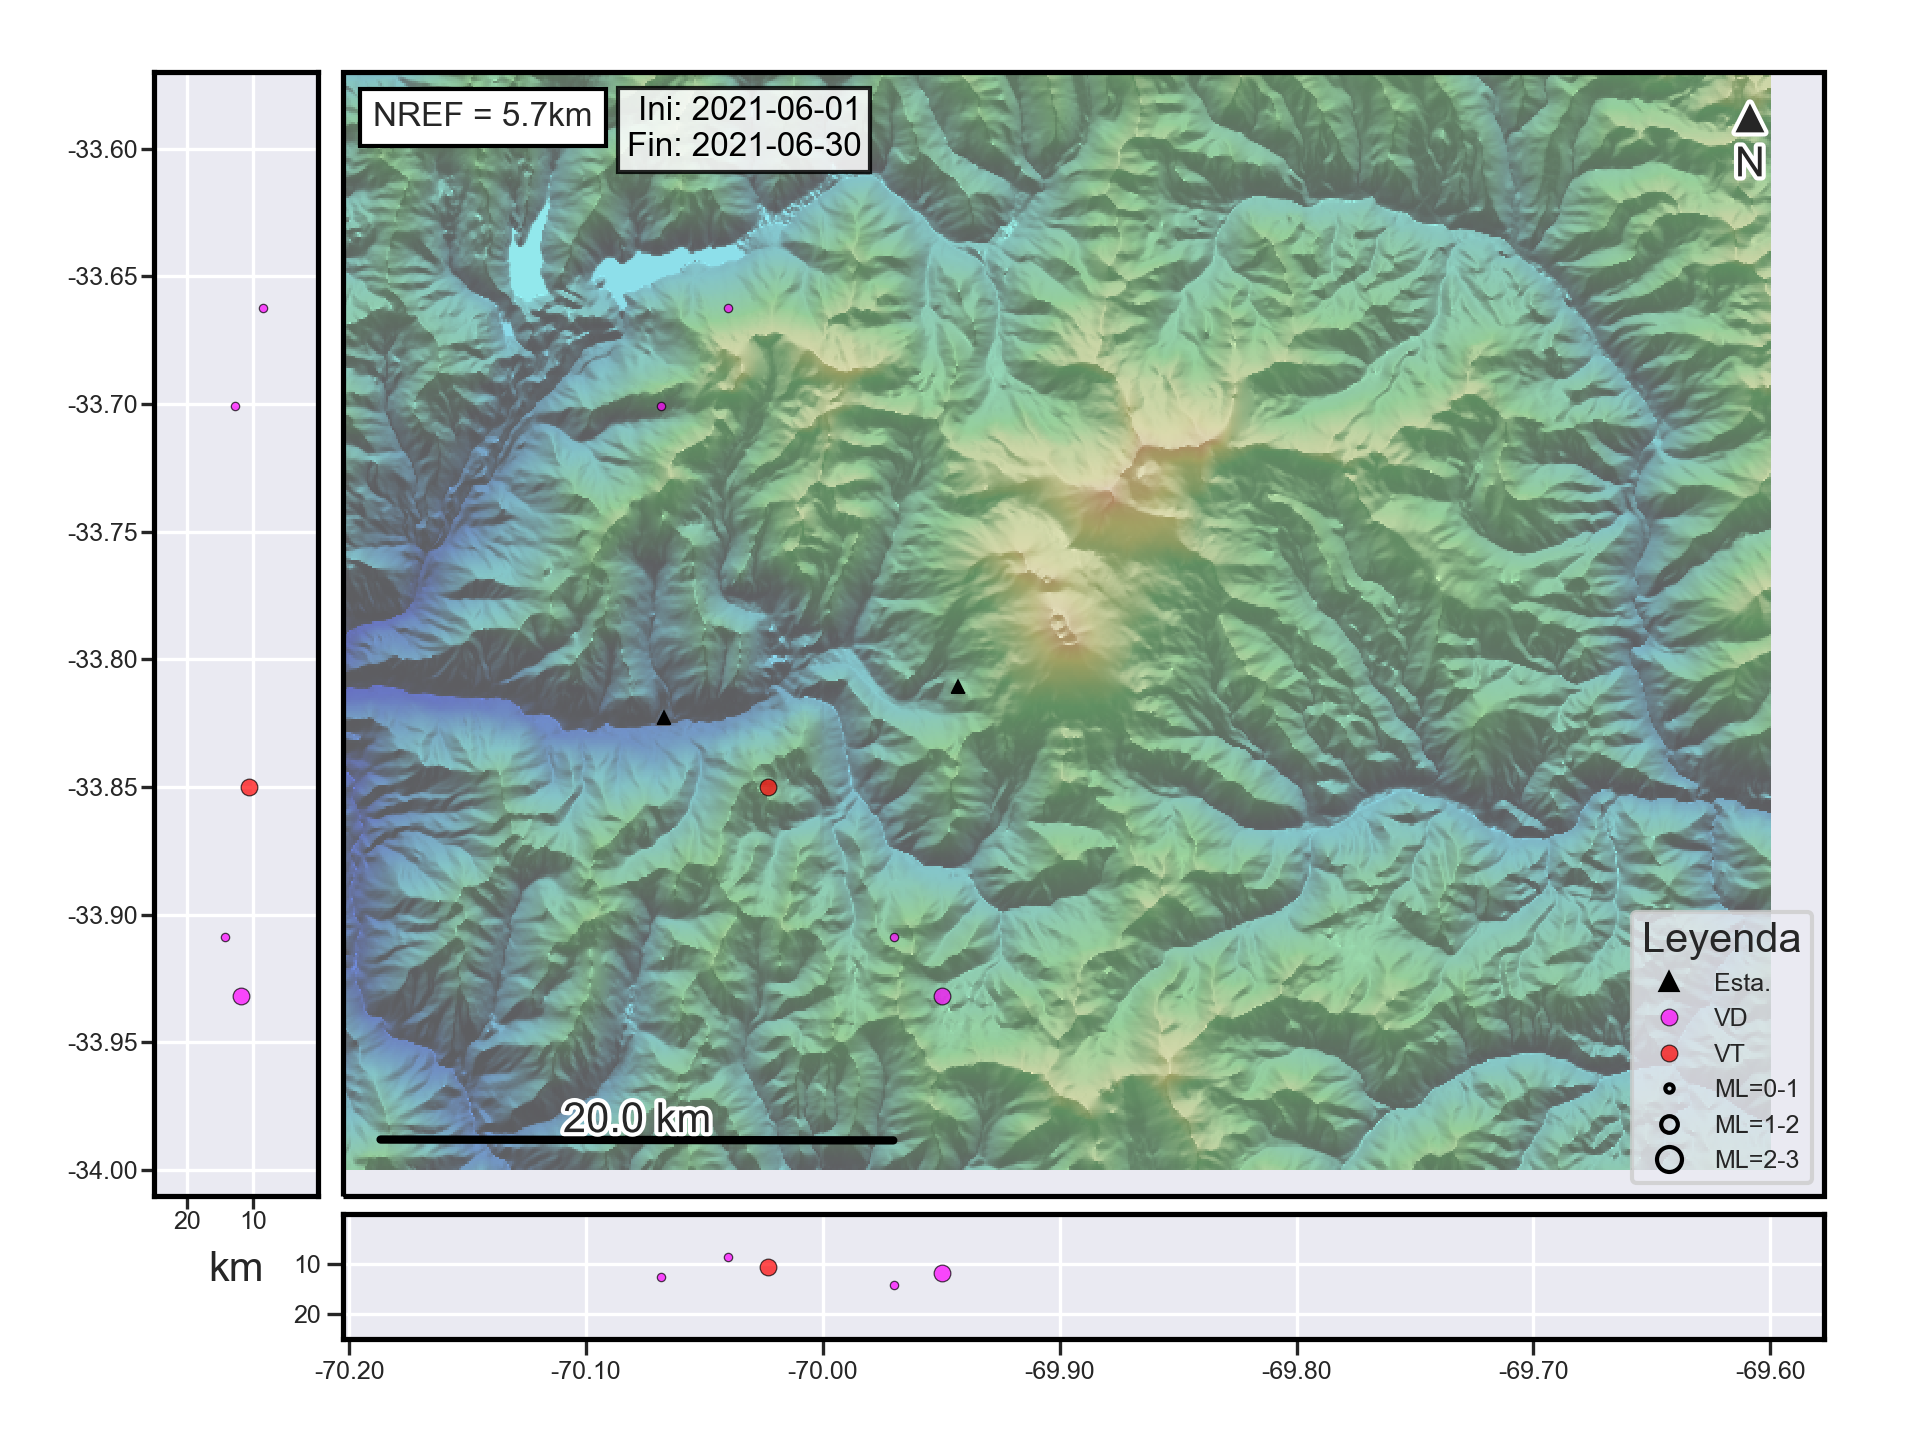 NREF = 5.7km
Ini: 2021-06-01
Fin: 2021-06-30
N
-33.60
-33.65
-33.70
-33.75
-33.80
-33.85
-33.90
-33.95
-34.00
20 10
km
20.0 km
Leyenda
Esta.
VD
VT
ML=0-1
ML=1-2
ML=2-3
10
20
-70.20 -70.10 -70.00 -69.90 -69.80 -69.70 -69.60